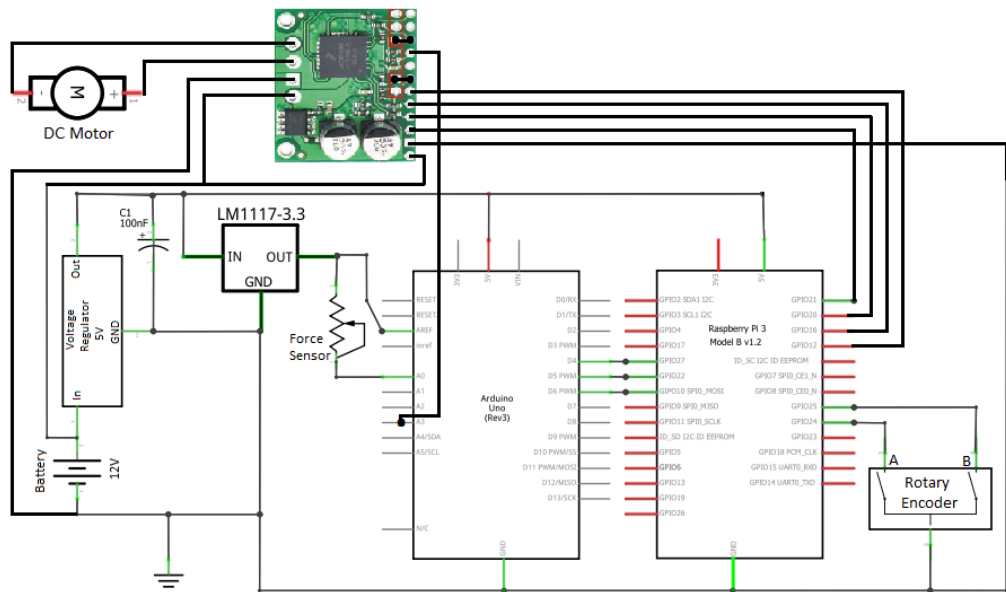 M
-
+
2
1
DC Motor
C1
100nF
+
LM1117-3.3
IN
OUT
GND
Out
Voltage
Regulator
5V
GND
In
Force
Sensor
Battery
12V
3V3
5V
VIN
RESET
RESET
AREF
ioref
A0
A1
A2
A3
A4/SDA
A5/SCL
N/C
Arduino
Uno
(Rev3)
D0/RX
D1/TX
D2
D3 PWM
D4
D5 PWM
D6 PWM
D7
D8
D9 PWM
D10 PWM/SS
D11 PWM/MOSI
D12/MISO
D13/SCK
GND
3V3
5V
GPIO2 SDA1 I2C
GPIO3 SCL1 I2C
GPIO4
GPIO17
GPIO27
GPIO22
GPIO10 SPI0_MOSI
GPIO9 SPI0_MISO
GPIO11 SPI0_SCLK
ID_SD I2C ID EEPROM
GPIO5
GPIO6
GPIO13
GPIO19
GPIO26
Raspberry Pi 3
Model B v1.2
GPIO21
GPIO20
GPIO16
GPIO12
ID_SC I2C ID EEPROM
GPIO7 SPI0_CE1_N
GPIO8 SPI0_CE0_N
GPIO25
GPIO24
GPIO23
GPIO18 PCM_CLK
GPIO15 UART0_RXD
GPIO14 UART0_TXD
GND
A
B
Rotary
Encoder